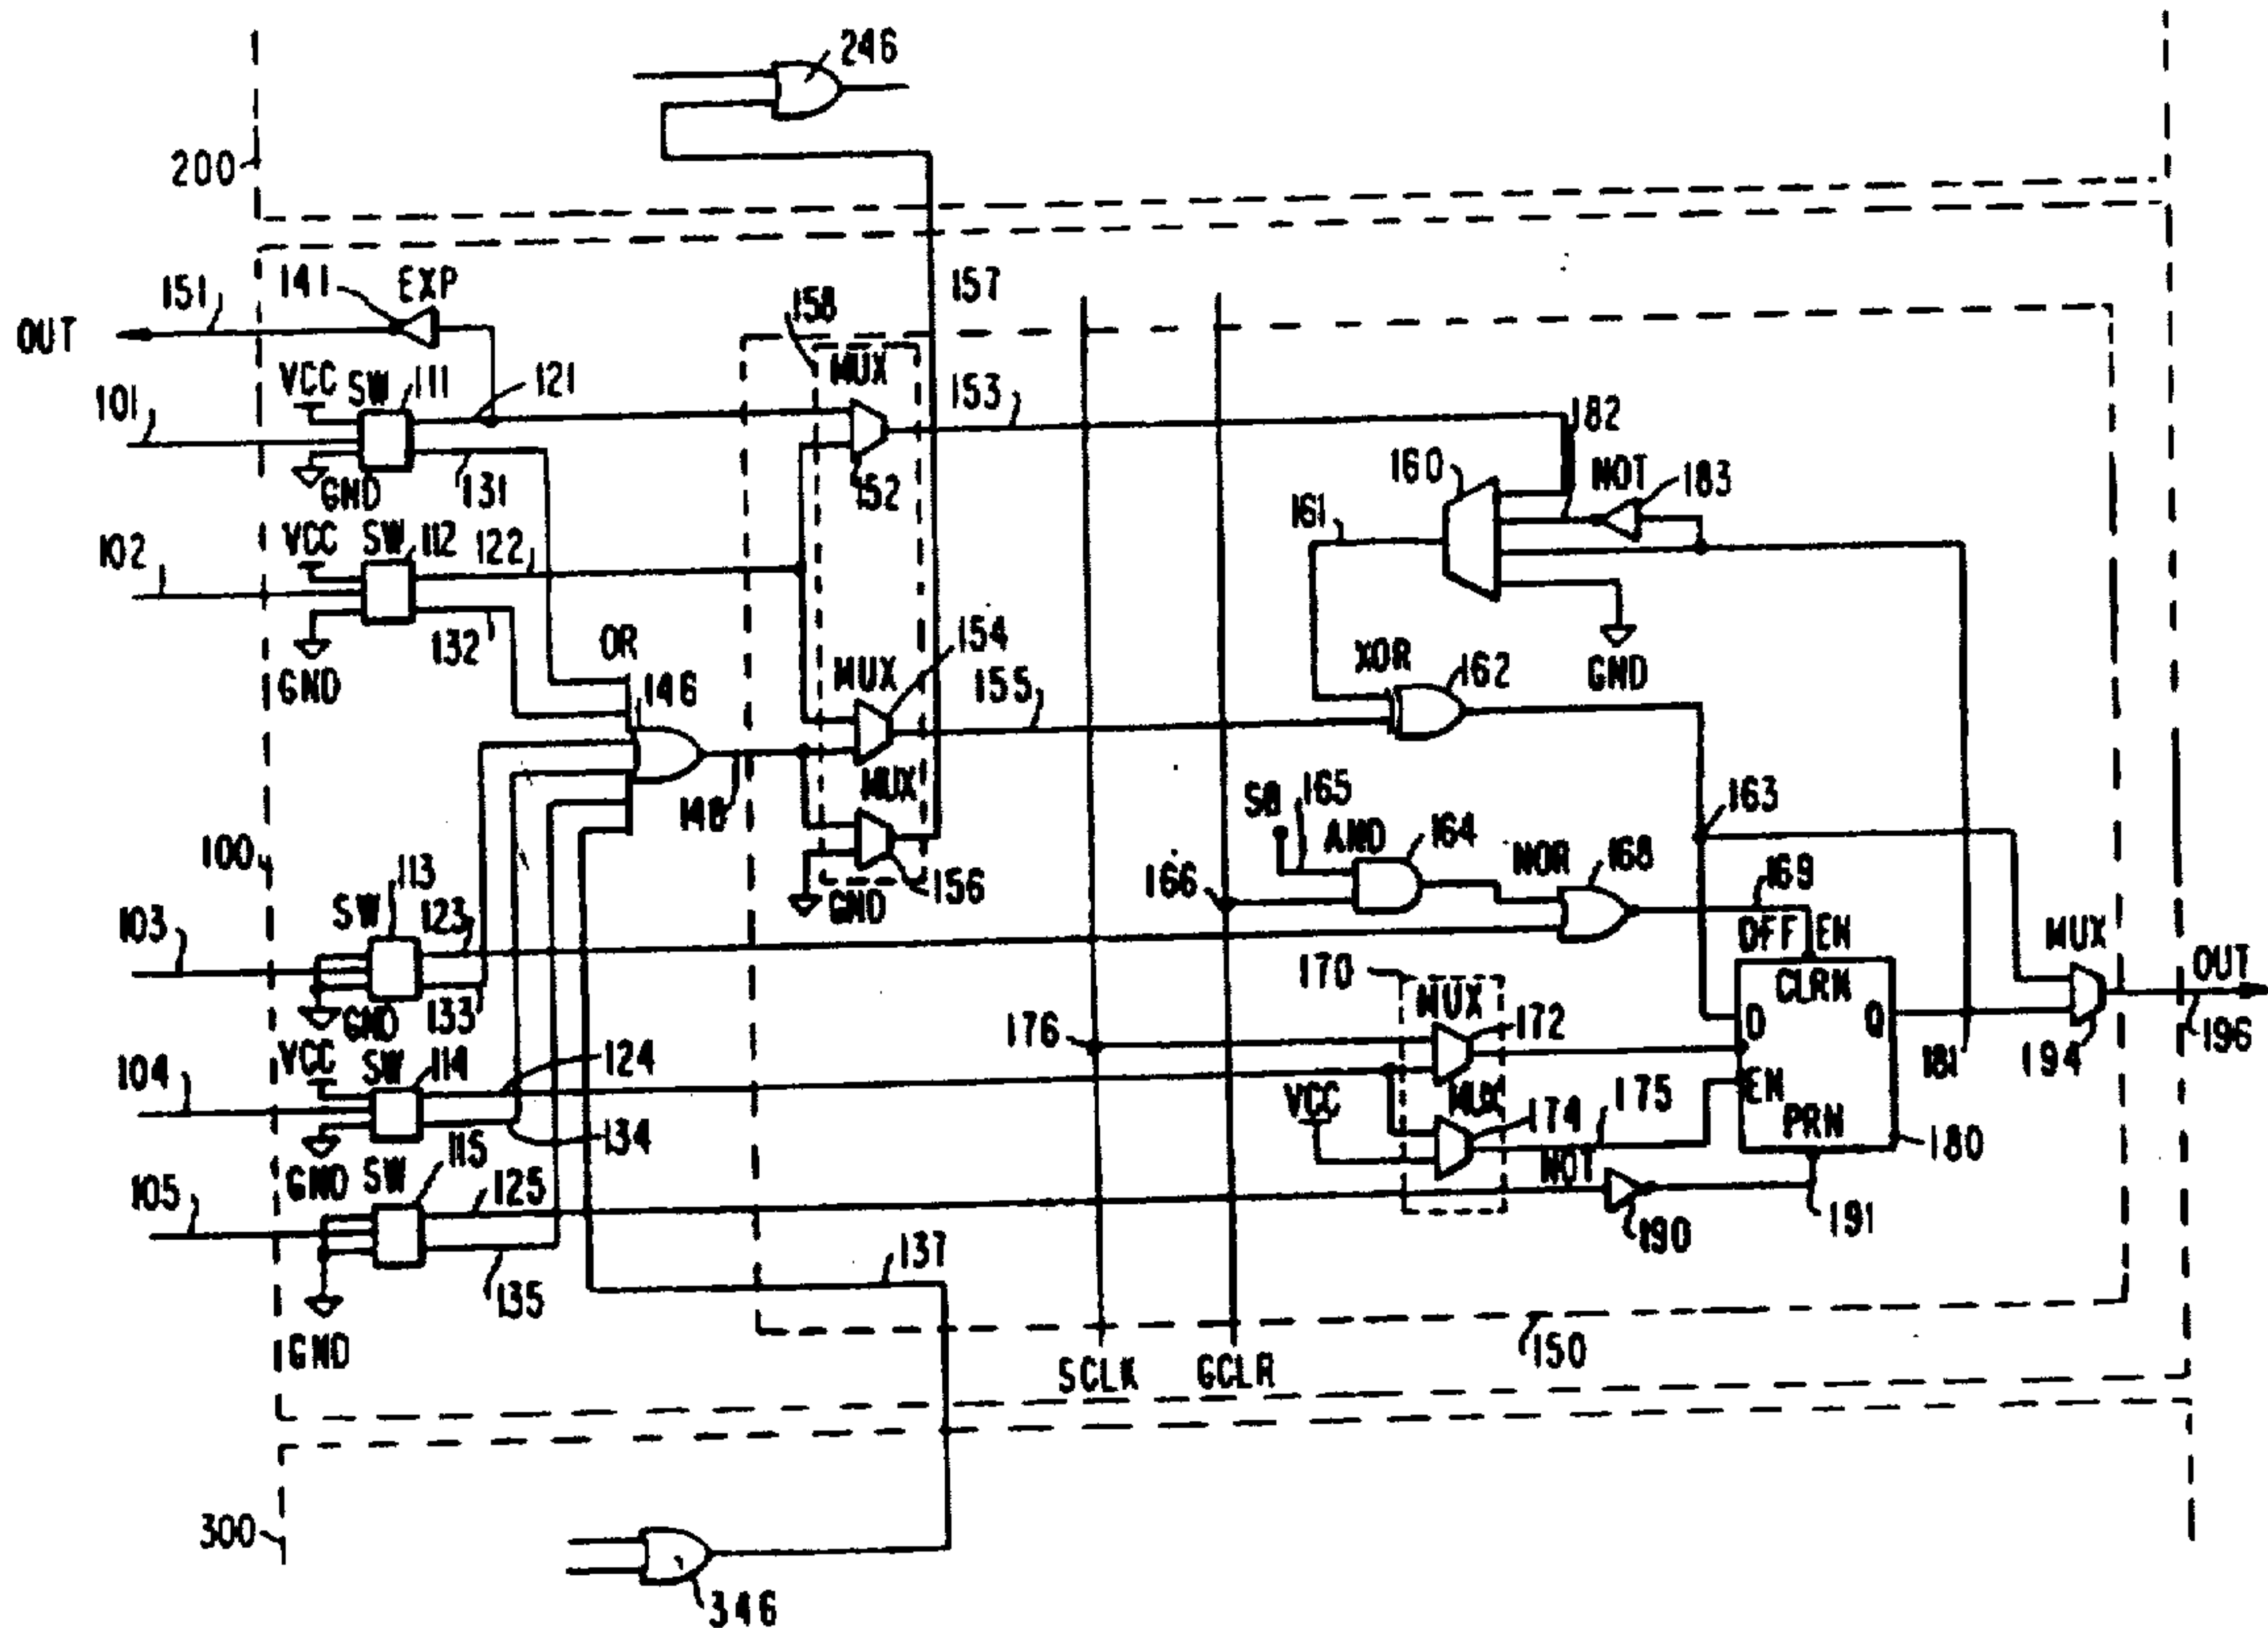 246
200
157
158
151
141
EXP
OUT
MUX
VCC
SW
111
121
153
101
182
160
NOT
183
152
GND
131
161
102
VCC
SW
112
122
132
OR
154
XOR
162
GND
GND
146
MUX
155
148
MUX
S8
165
AND
164
163
100
NOR
168
113
166
156
169
103
SW
123
GND
DFF EN
MUX
170
MUX
CLRN
OUT
GND
133
176
172
D
Q
VCC
SW
114
124
104
181
194
196
VCC
MUX
175
EN
134
174
PRN
115
GND
SW
NOT
180
105
125
191
190
137
135
GND
150
SCLK
GCLR
300
346